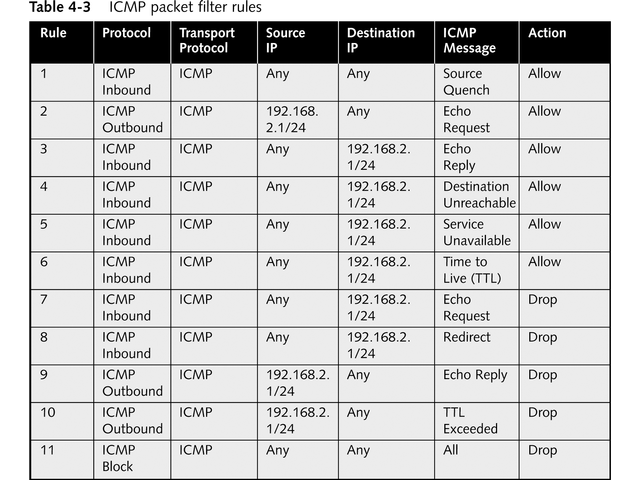 Table 4-3 ICMP packet filter rules
Rule Protocol Transport Protocol Source IP Destination IP ICMP Message Action
1 ICMP Inbound ICMP Any Any Source Quench Allow
2 ICMP Outbound ICMP 192.168.2.1/24 Any Echo Request Allow
3 ICMP Inbound ICMP Any 192.168.2.1/24 Echo Reply Allow
4 ICMP Inbound ICMP Any 192.168.2.1/24 Destination Unreachable Allow
5 ICMP Inbound ICMP Any 192.168.2.1/24 Service Unavailable Allow
6 ICMP Inbound ICMP Any 192.168.2.1/24 Time to Live (TTL) Allow
7 ICMP Inbound ICMP Any 192.168.2.1/24 Echo Request Drop
8 ICMP Inbound ICMP Any 192.168.2.1/24 Redirect Drop
9 ICMP Outbound ICMP 192.168.2.1/24 Any Echo Reply Drop
10 ICMP Outbound ICMP 192.168.2.1/24 Any TTL Exceeded Drop
11 ICMP Block ICMP Any Any All Drop